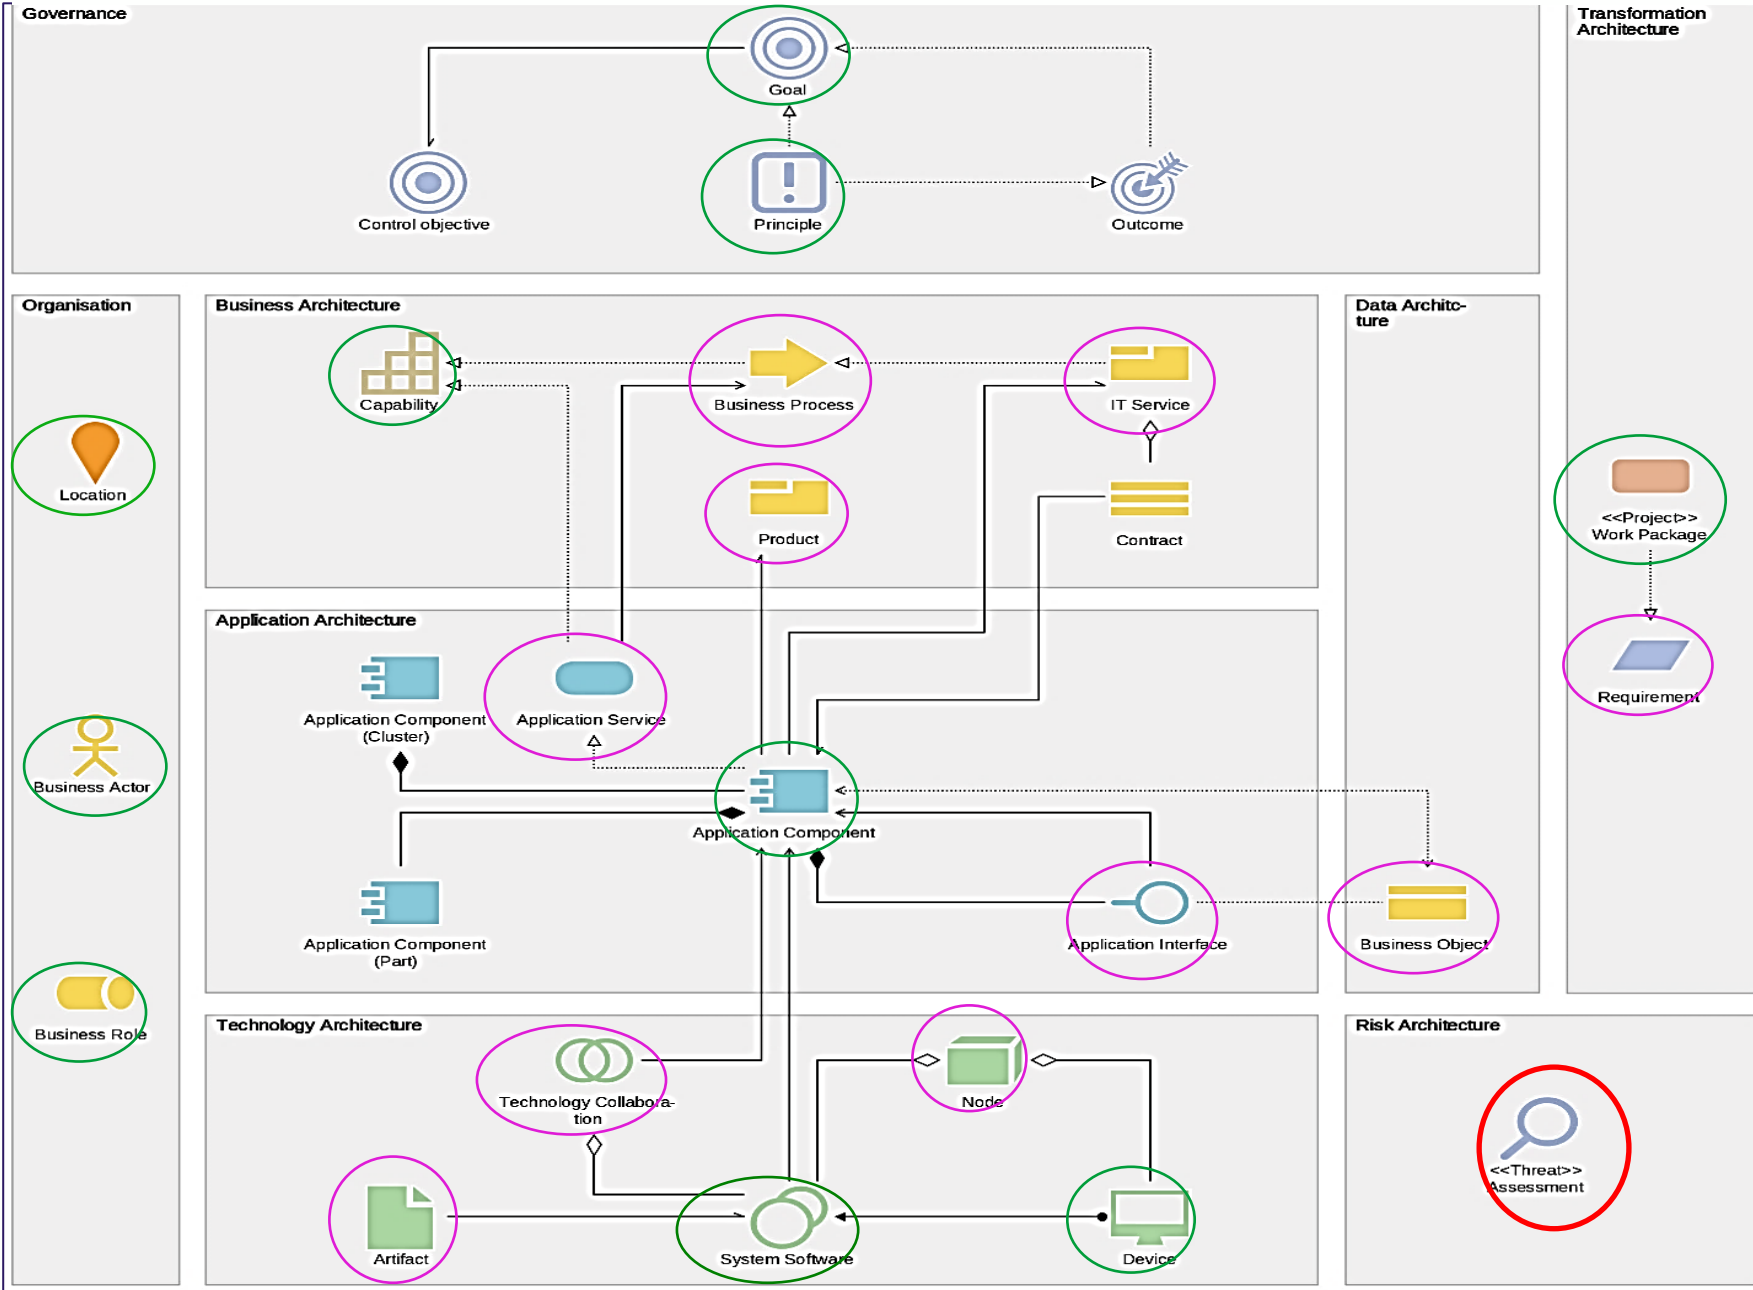 Governance
Transformation
Architecture
Goal
Control objective
Principle
Outcome
Organisation
Business Architecture
Data Architc-
ture
Capability
Business Process
IT Service
Location
Product
Contract
<<Project>>
Work Package
Application Architecture
Requirement
Application Component
(Cluster)
Application Service
Business Actor
Application Component
Application Component
(Part)
Application Interface
Business Object
Business Role
Technology Architecture
Risk Architecture
Technology Collabora-
tion
Node
<<Threat>>
Assessment
Artifact
System Software
Device